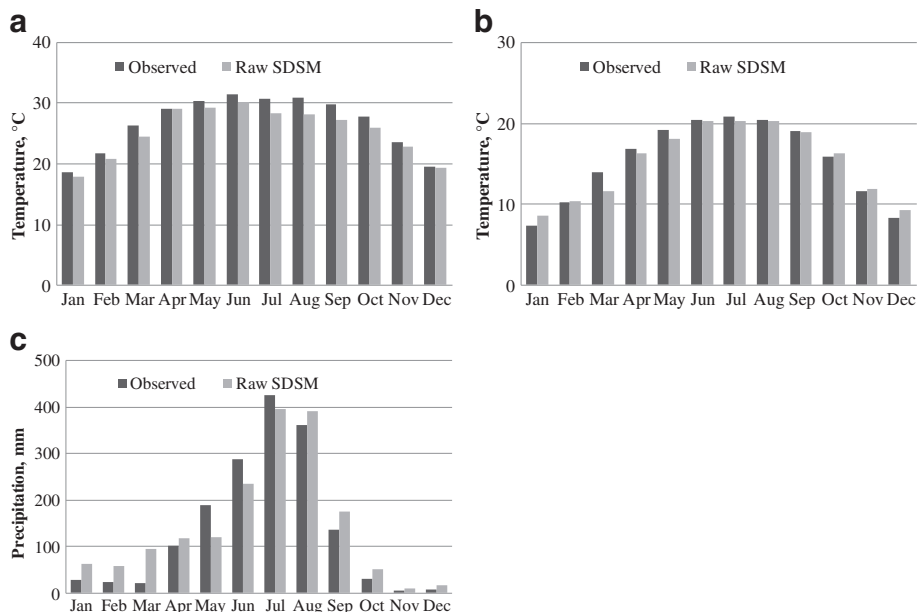 a
40
30
20
10
0
Temperature, °C
Observed Raw SDSM
Jan Feb Mar Apr May Jun Jul Aug Sep Oct Nov Dec
b
30
20
10
0
Temperature, °C
Observed Raw SDSM
Jan Feb Mar Apr May Jun Jul Aug Sep Oct Nov Dec
c
500
400
300
200
100
0
Precipitation, mm
Observed Raw SDSM
Jan Feb Mar Apr May Jun Jul Aug Sep Oct Nov Dec